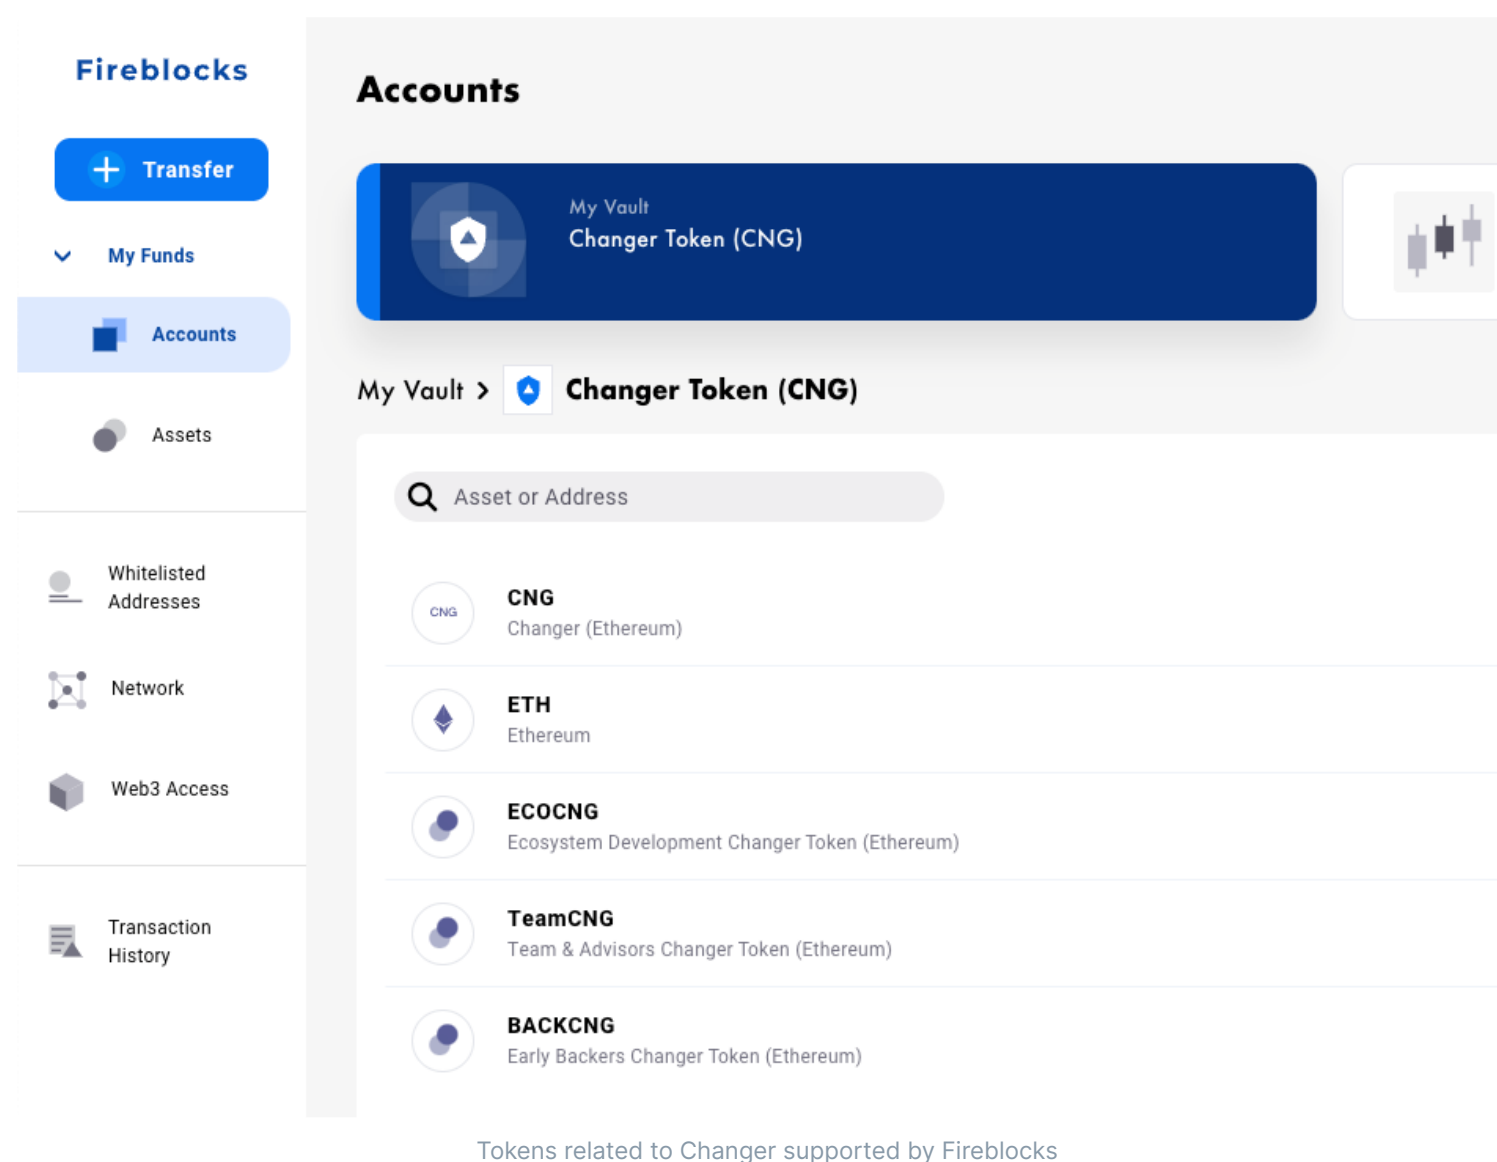 Fireblocks
Transfer
My Funds
Accounts
Assets
Whitelisted
Addresses
Network
Web3 Access
Transaction
History
Accounts
My Vault
Changer Token (CNG)
My Vault > Changer Token (CNG)
Asset or Address
CNG
CNG
Changer (Ethereum)
ETH
Ethereum
ECOCNG
Ecosystem Development Changer Token (Ethereum)
TeamCNG
Team & Advisors Changer Token (Ethereum)
BACKCNG
Early Backers Changer Token (Ethereum)
Tokens related to Changer supported by Fireblocks